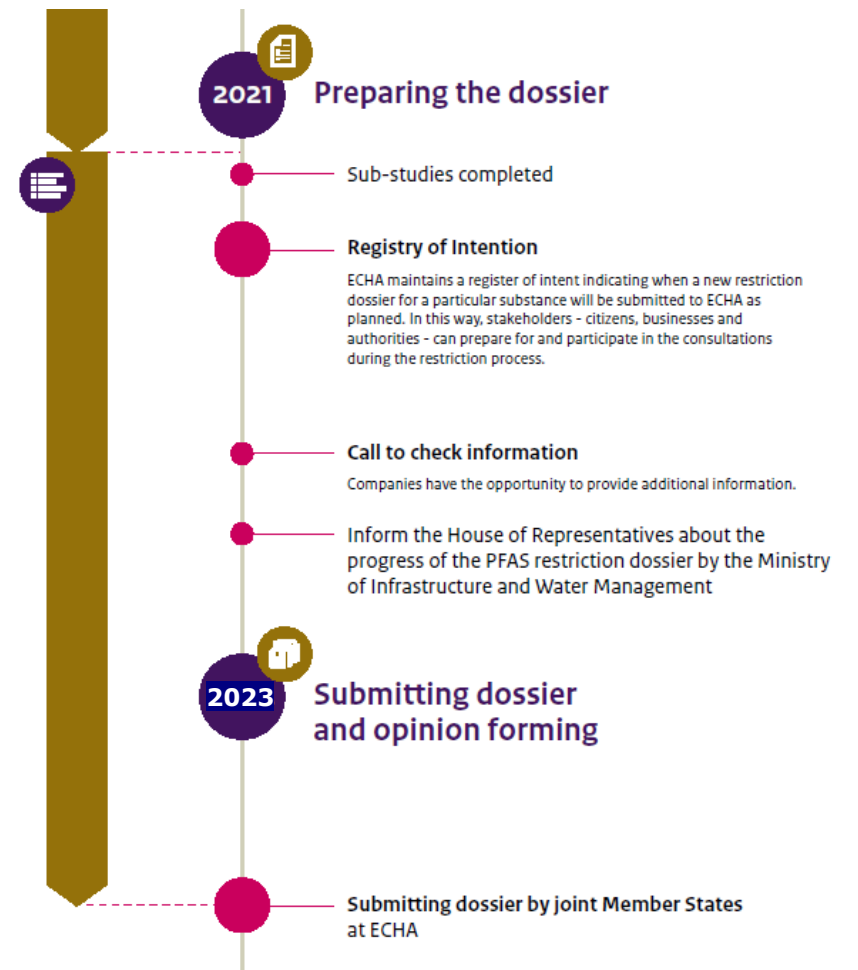 2021
Preparing the dossier
Sub-studies completed
Registry of Intention
ECHA maintains a register of intent indicating when a new restriction
dossier for a particular substance will be submitted to ECHA as
planned. In this way, stakeholders - citizens, businesses and
authorities - can prepare for and participate in the consultations
during the restriction process.
Call to check information
Companies have the opportunity to provide additional information.
Inform the House of Representatives about the
progress of the PFAS restriction dossier by the Ministry
of Infrastructure and Water Management
2023
Submitting dossier
and opinion forming
Submitting dossier by joint Member States
at ECHA